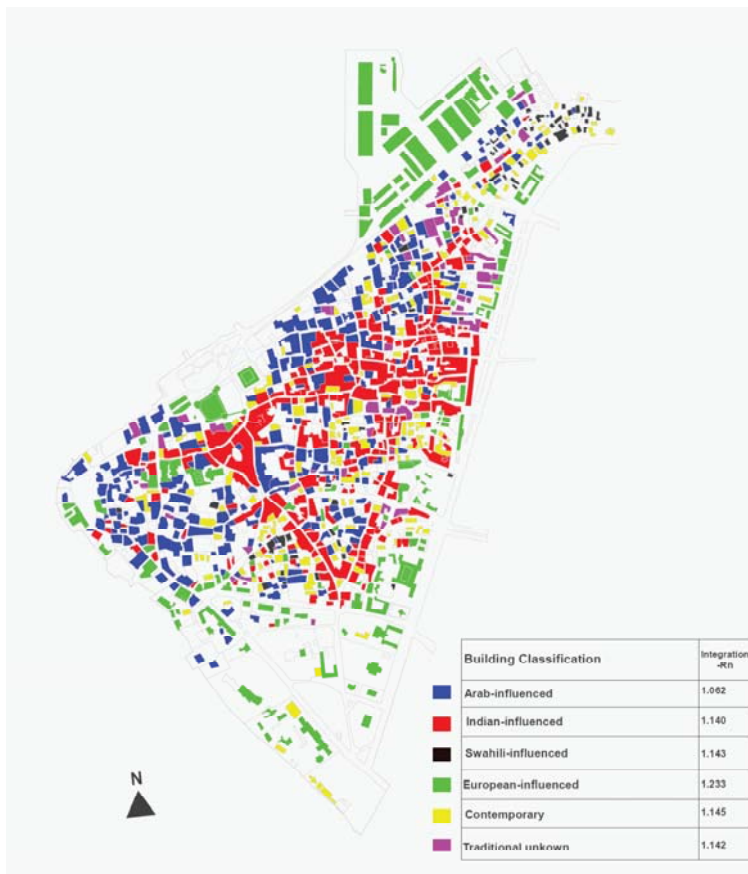 N
Building Classification Integration -Rn
Arab-influenced 1.062
Indian-influenced 1.140
Swahili-influenced 1.143
European-influenced 1.233
Contemporary 1.145
Traditional unkown 1.142